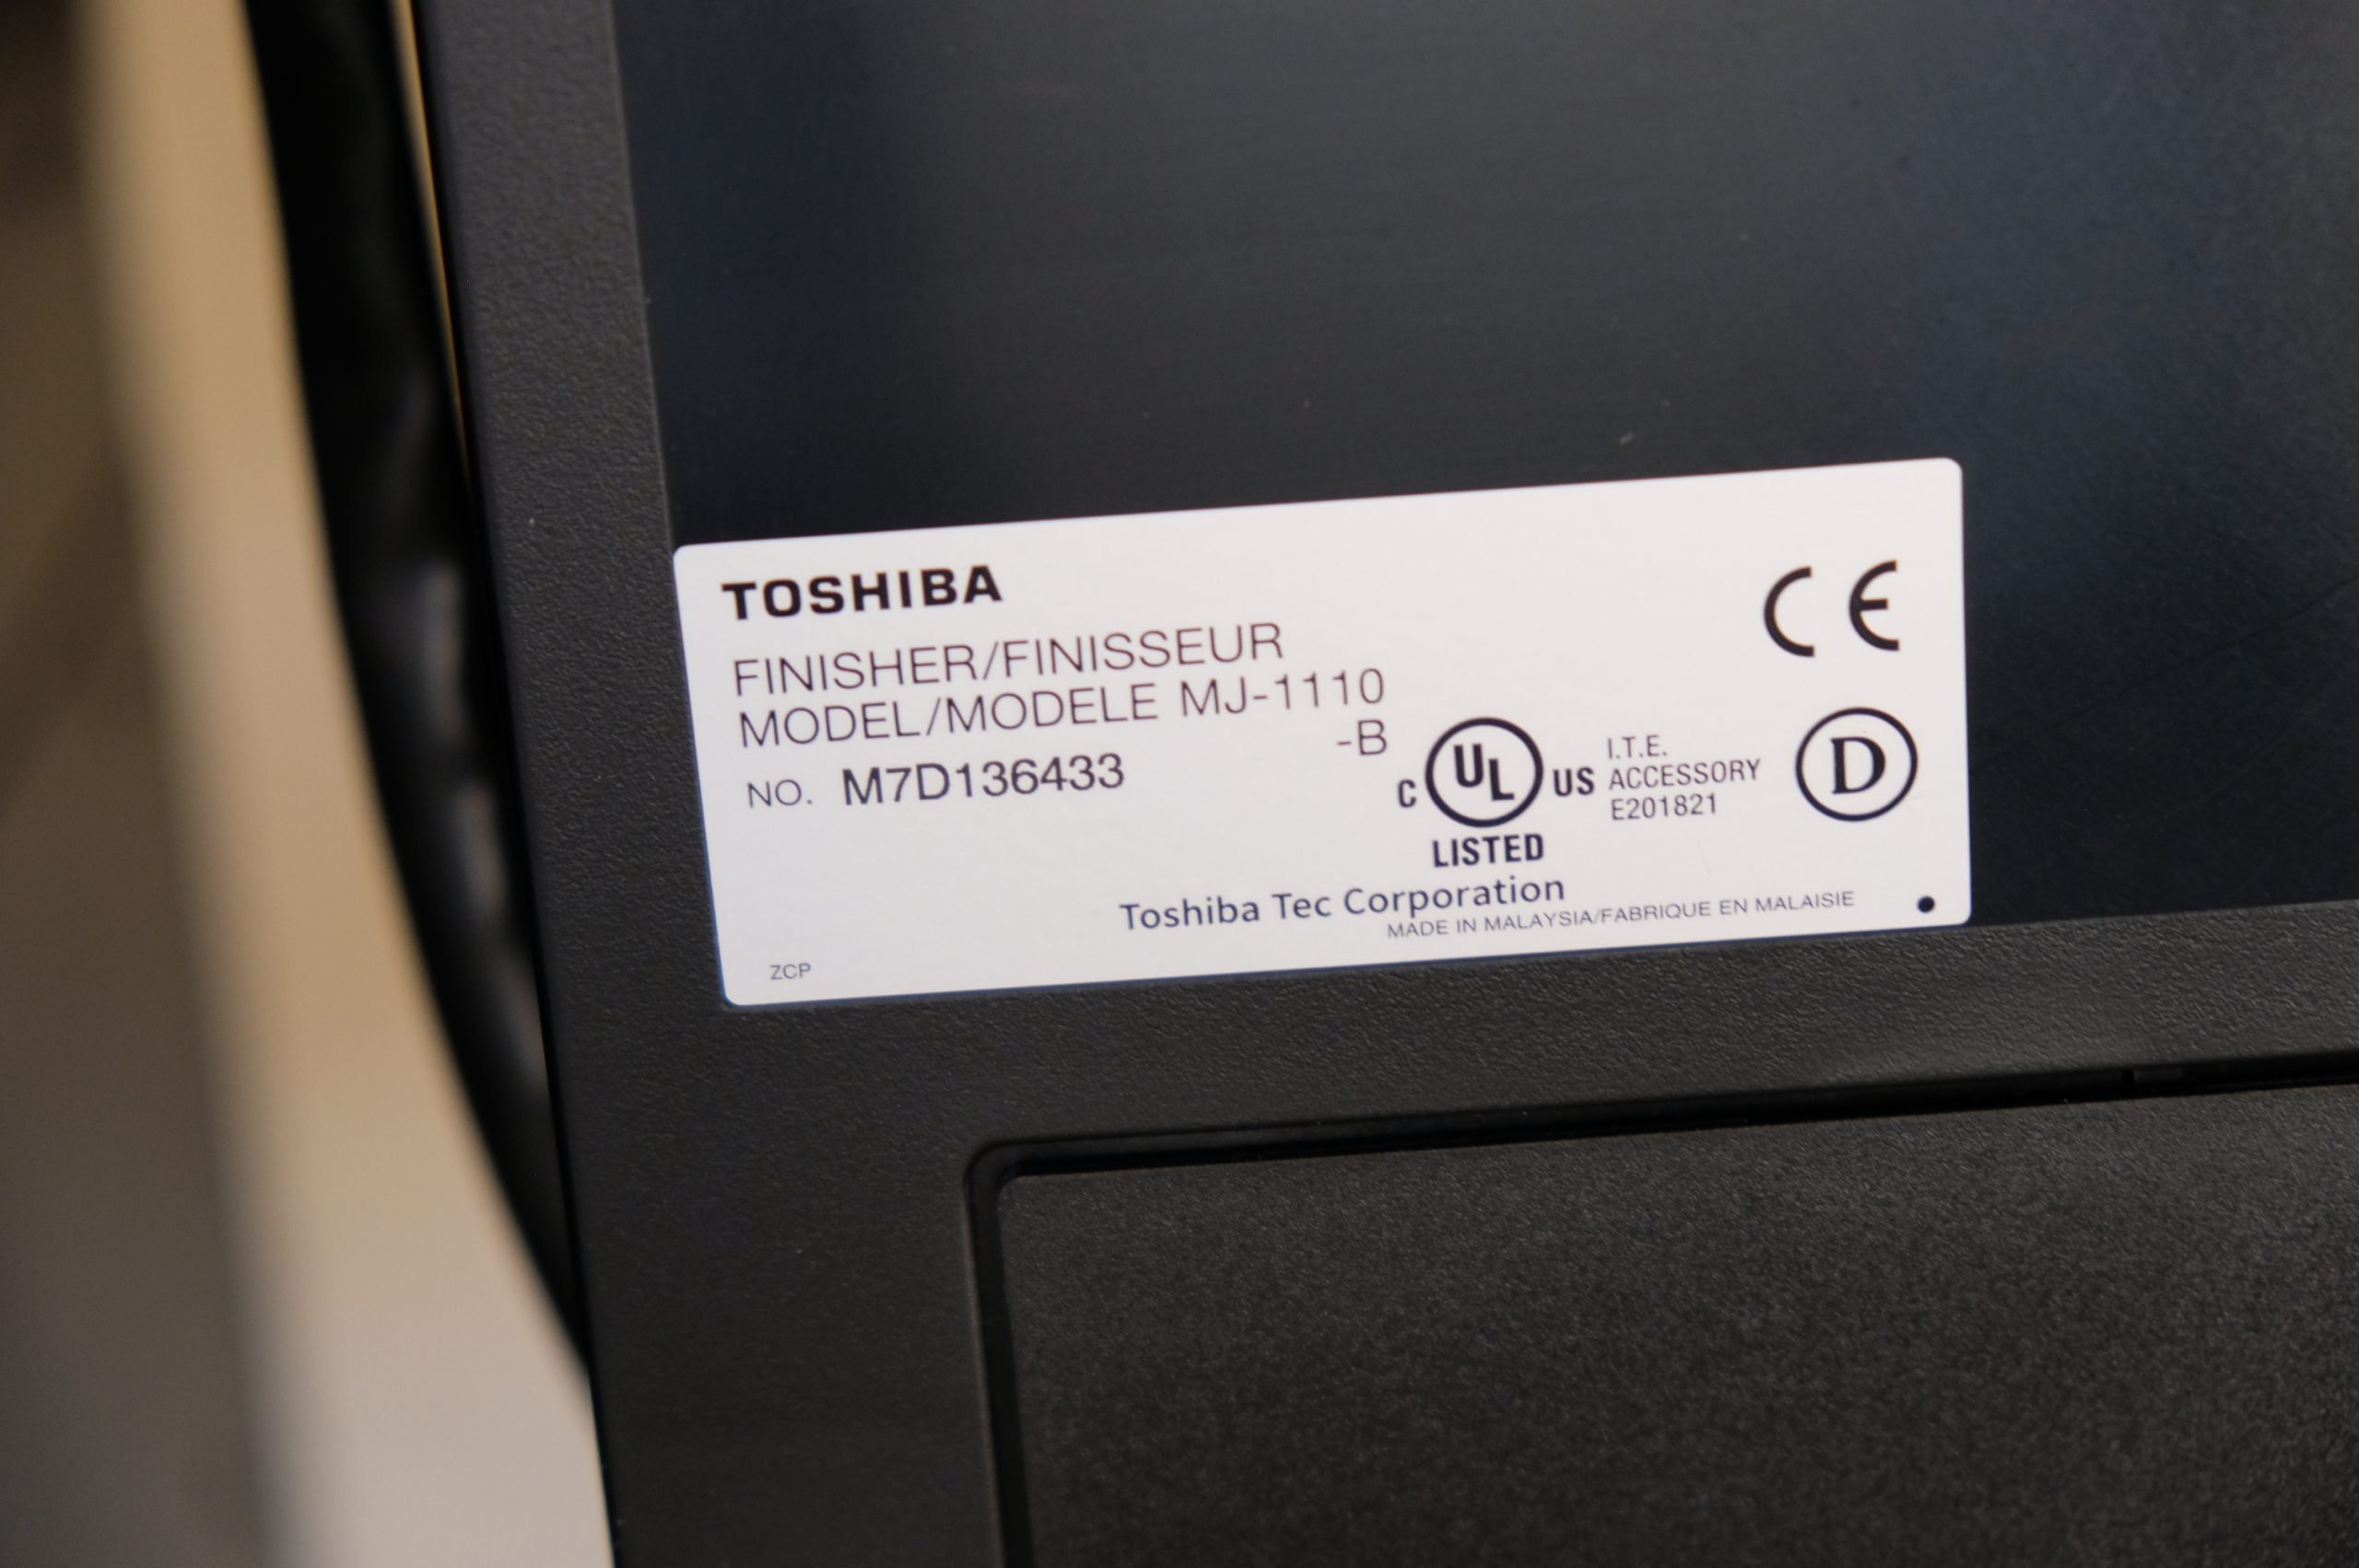 TOSHIBA
CE
FINISHER/FINISSEUR
MODEL/MODELE MJ-1110
-B
NO. M7D136433
C UL US
LISTED
I.T.E.
ACCESSORY
E201821
D
Toshiba Tec Corporation
MADE IN MALAYSIA/FABRIQUE EN MALAISIE
ZCP